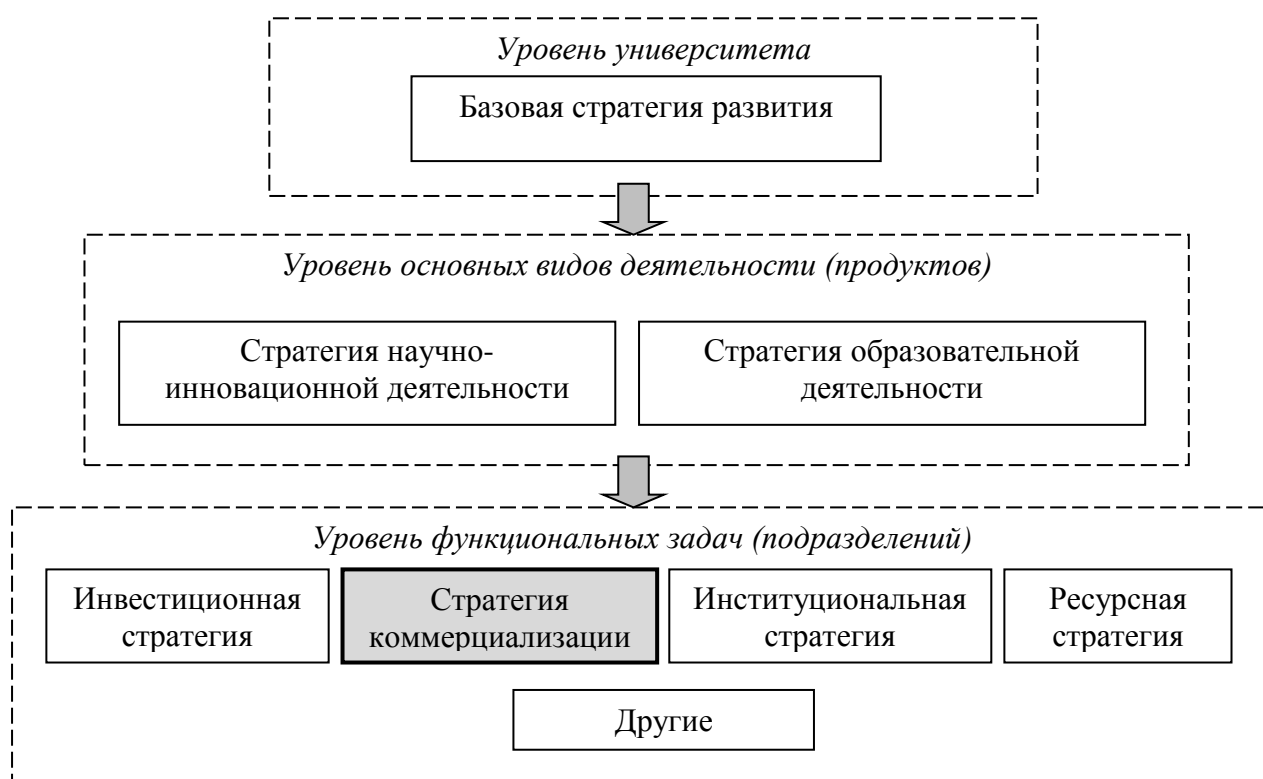 Уровень университета
Базовая стратегия развития
Уровень основных видов деятельности (продуктов)
Стратегия научно-
инновационной деятельности
Стратегия образовательной
деятельности
Уровень функциональных задач (подразделений)
Инвестиционная
стратегия
Стратегия
коммерциализации
Институциональная
стратегия
Ресурсная
стратегия
Другие